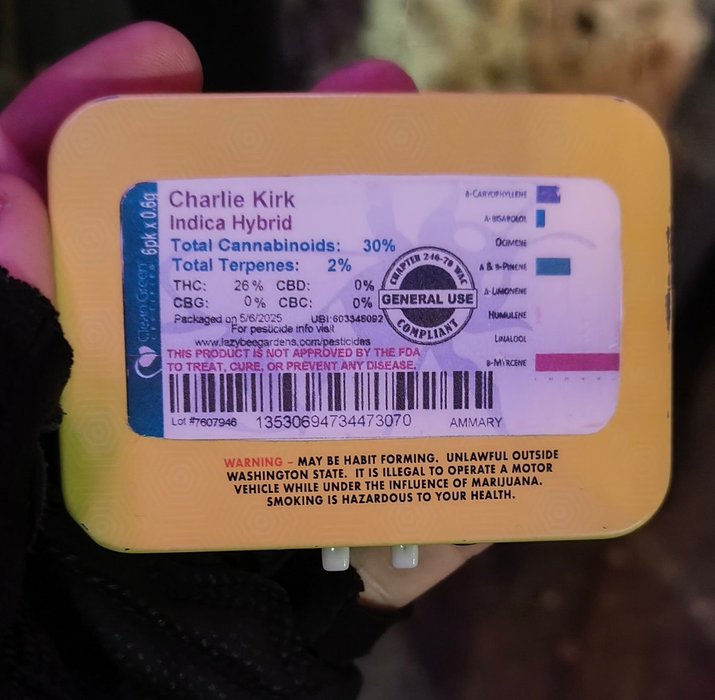 6pk x 0.6g
Clean Green
Charlie Kirk
Indica Hybrid
Total Cannabinoids: 30%
Total Terpenes: 2%
THC: 26% CBD: 0%
CBG: 0% CBC: 0%
Packaged on 5/6/2025 UBI:603348092
For pesticide info visit
www.lazybeegardens.com/pesticides
THIS PRODUCT IS NOT APPROVED BY THE FDA
TO TREAT, CURE, OR PREVENT ANY DISEASE.
Lot #7607946 13530694734473070 AMMARY
CHAPTER 246-70 WAC
GENERAL USE
COMPLIANT
B-CARYOPHYLLENE
A-BISABOLOL
OCIMENE
A & B-PINENE
A-LIMONENE
HUMULENE
LINALOOL
B-MYRCENE
WARNING – MAY BE HABIT FORMING. UNLAWFUL OUTSIDE
WASHINGTON STATE. IT IS ILLEGAL TO OPERATE A MOTOR
VEHICLE WHILE UNDER THE INFLUENCE OF MARIJUANA.
SMOKING IS HAZARDOUS TO YOUR HEALTH.